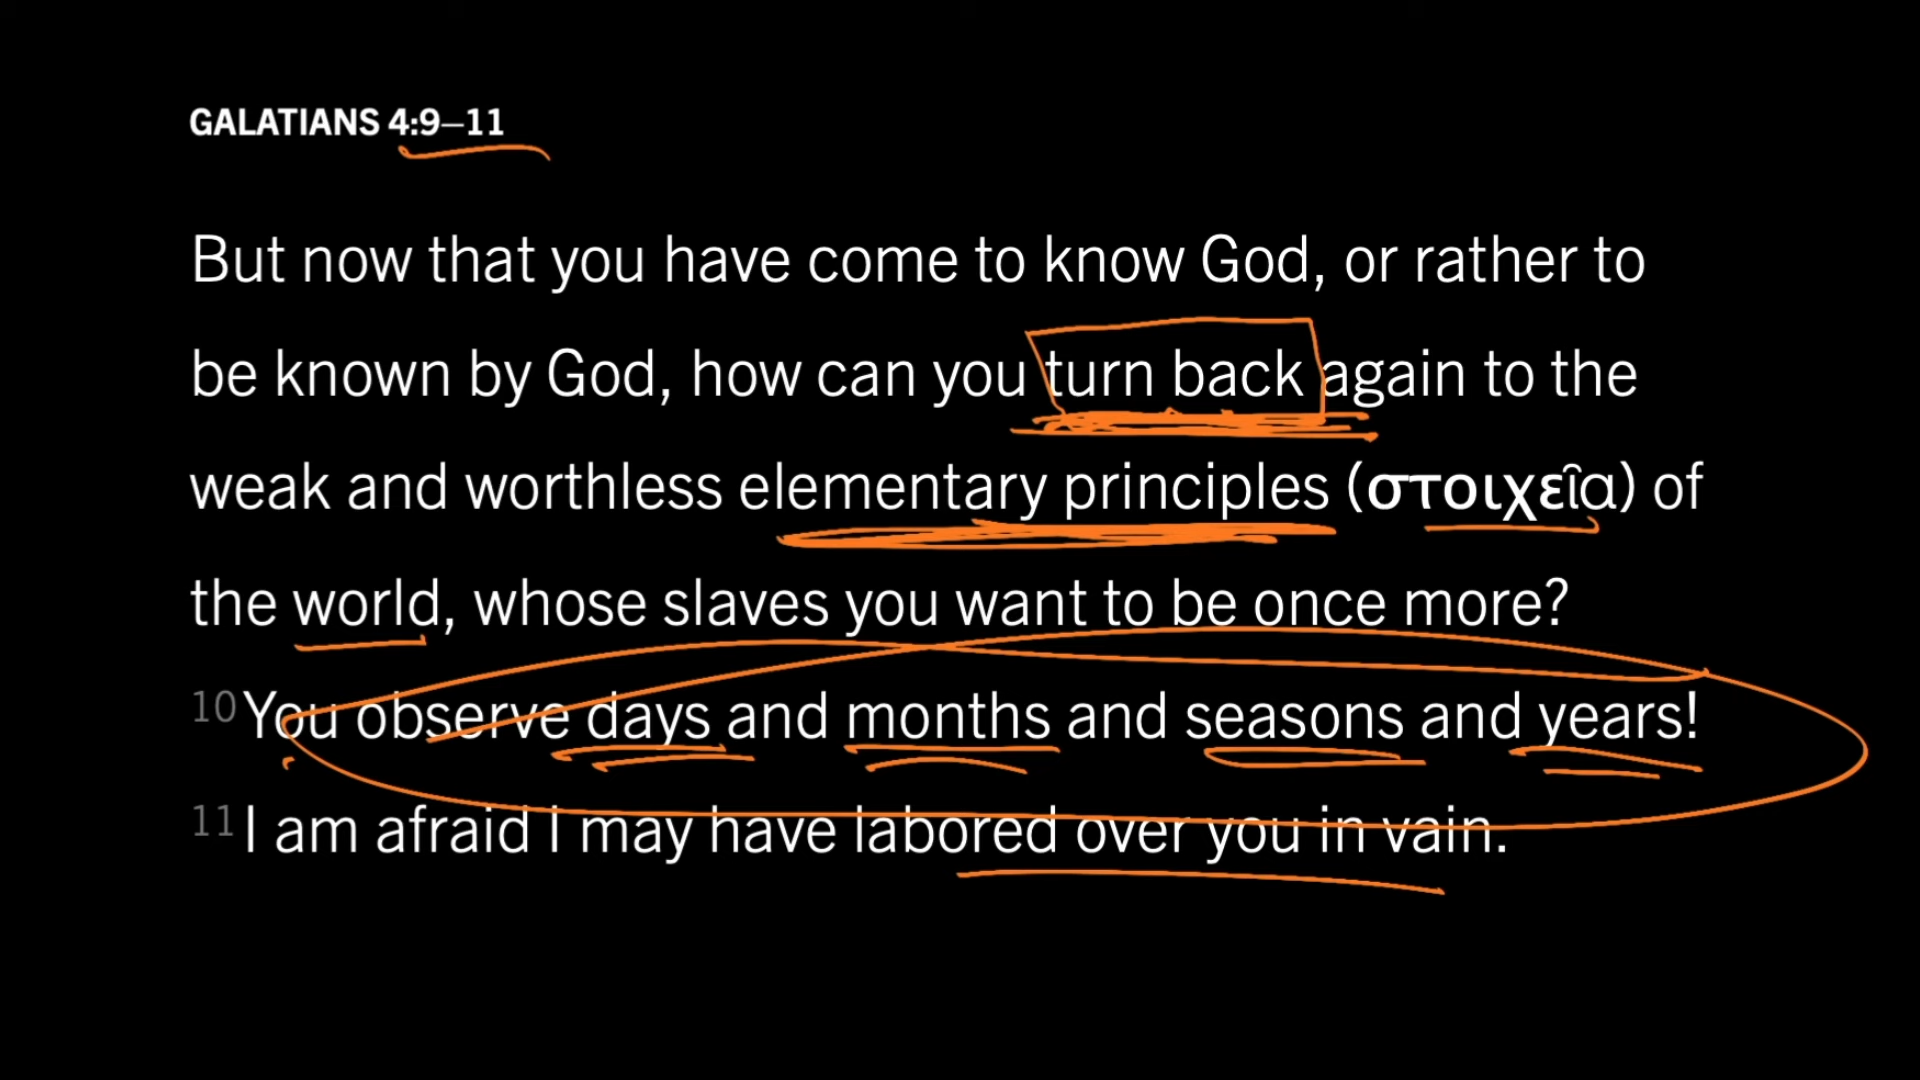 GALATIANS 4:9–11
But now that you have come to know God, or rather to
be known by God, how can you turn back again to the
weak and worthless elementary principles (στοιχεῖα) of
the world, whose slaves you want to be once more?
10 You observe days and months and seasons and years!
11 I am afraid I may have labored over you in vain.